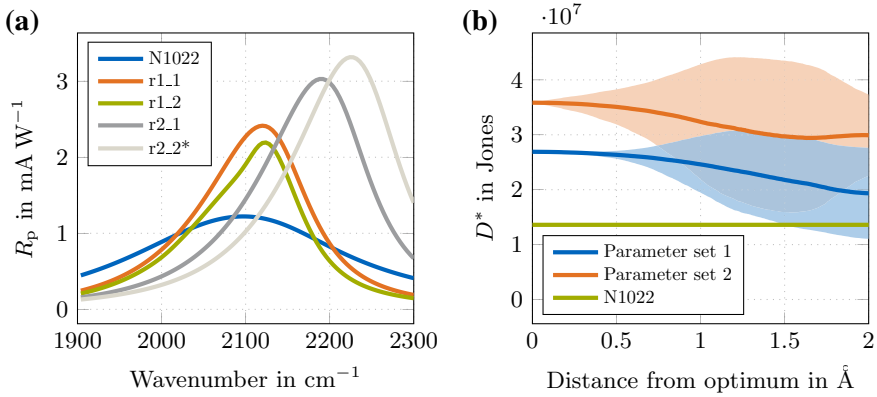 (a)
N1022
r1_1
r1_2
r2_1
r2_2*
3
2
1
0
R_p in mA W⁻¹
1900
2000
2100
2200
2300
Wavenumber in cm⁻¹
(b)
·10⁷
4
3
2
1
0
D* in Jones
Parameter set 1
Parameter set 2
N1022
0
0.5
1
1.5
2
Distance from optimum in Å